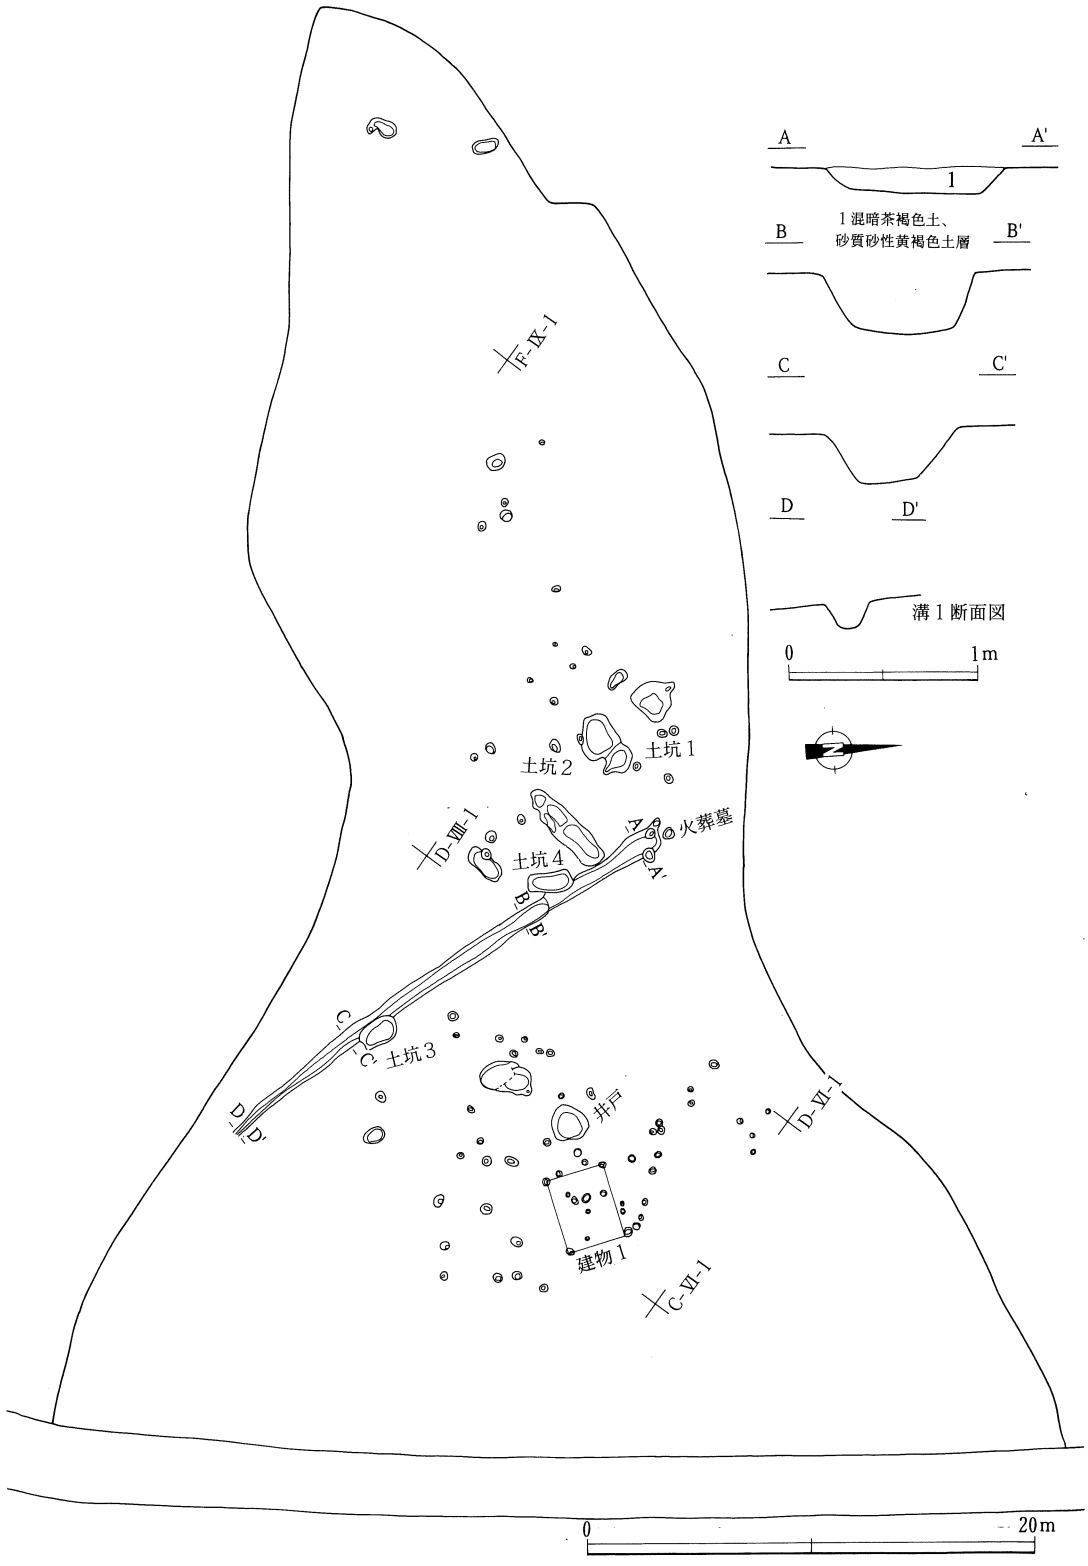 A A'
1
1 混暗茶褐色土、
砂質砂性黄褐色土層
B B'
C C'
D D'
溝1断面図
0 1m
N
F-Ⅸ-1
土坑1
土坑2
D-Ⅷ-1
土坑4
A
火葬墓
A'
B
B'
C
C'
土坑3
D
D'
井戸
D-Ⅵ-1
建物1
C-Ⅵ-1
0 20m